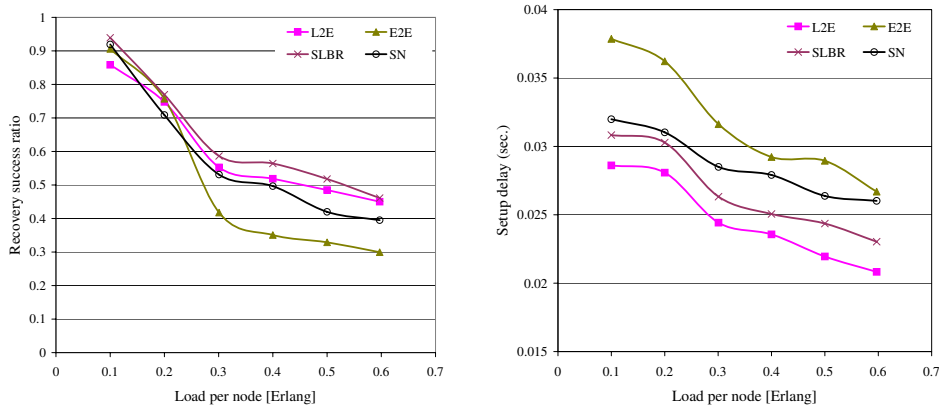 1
0.9
0.8
0.7
0.6
0.5
0.4
0.3
0.2
0.1
0
Recovery success ratio
L2E E2E
SLBR SN
0 0.1 0.2 0.3 0.4 0.5 0.6 0.7
Load per node [Erlang]
0.04
0.035
0.03
0.025
0.02
0.015
Setup delay (sec.)
L2E E2E
SLBR SN
0 0.1 0.2 0.3 0.4 0.5 0.6 0.7
Load per node [Erlang]